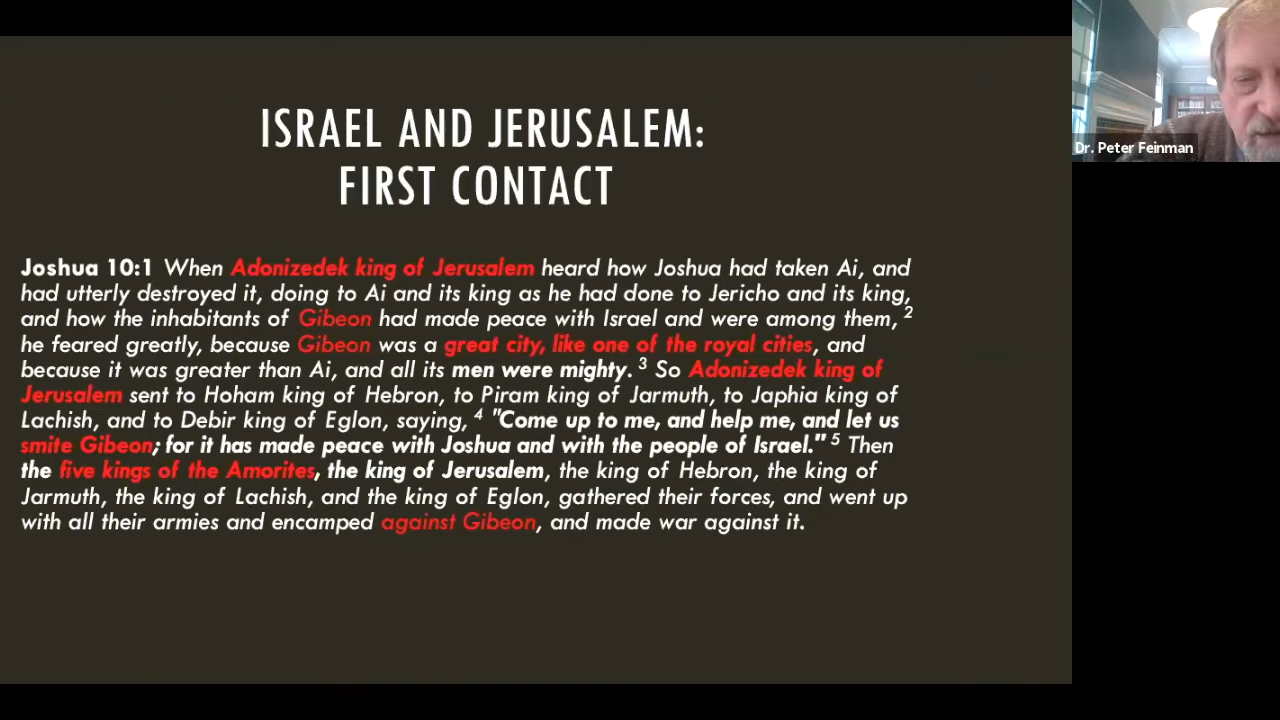 ISRAEL AND JERUSALEM:
FIRST CONTACT
Joshua 10:1 When Adonizedek king of Jerusalem heard how Joshua had taken Ai, and
had utterly destroyed it, doing to Ai and its king as he had done to Jericho and its king,
and how the inhabitants of Gibeon had made peace with Israel and were among them, 2
he feared greatly, because Gibeon was a great city, like one of the royal cities, and
because it was greater than Ai, and all its men were mighty. 3 So Adonizedek king of
Jerusalem sent to Hoham king of Hebron, to Piram king of Jarmuth, to Japhia king of
Lachish, and to Debir king of Eglon, saying, 4 "Come up to me, and help me, and let us
smite Gibeon; for it has made peace with Joshua and with the people of Israel." 5 Then
the five kings of the Amorites, the king of Jerusalem, the king of Hebron, the king of
Jarmuth, the king of Lachish, and the king of Eglon, gathered their forces, and went up
with all their armies and encamped against Gibeon, and made war against it.
Dr. Peter Feinman